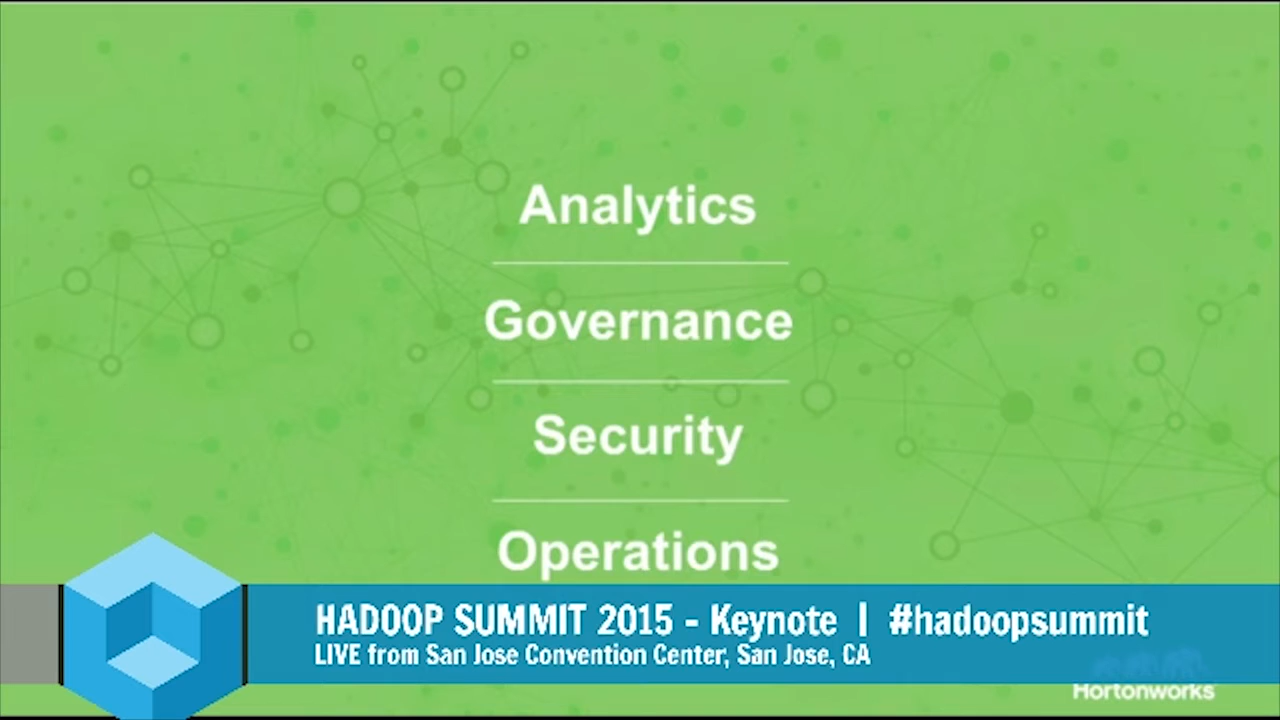 Analytics
Governance
Security
Operations
HADOOP SUMMIT 2015 - Keynote | #hadoopsummit
LIVE from San Jose Convention Center, San Jose, CA
Hortonworks